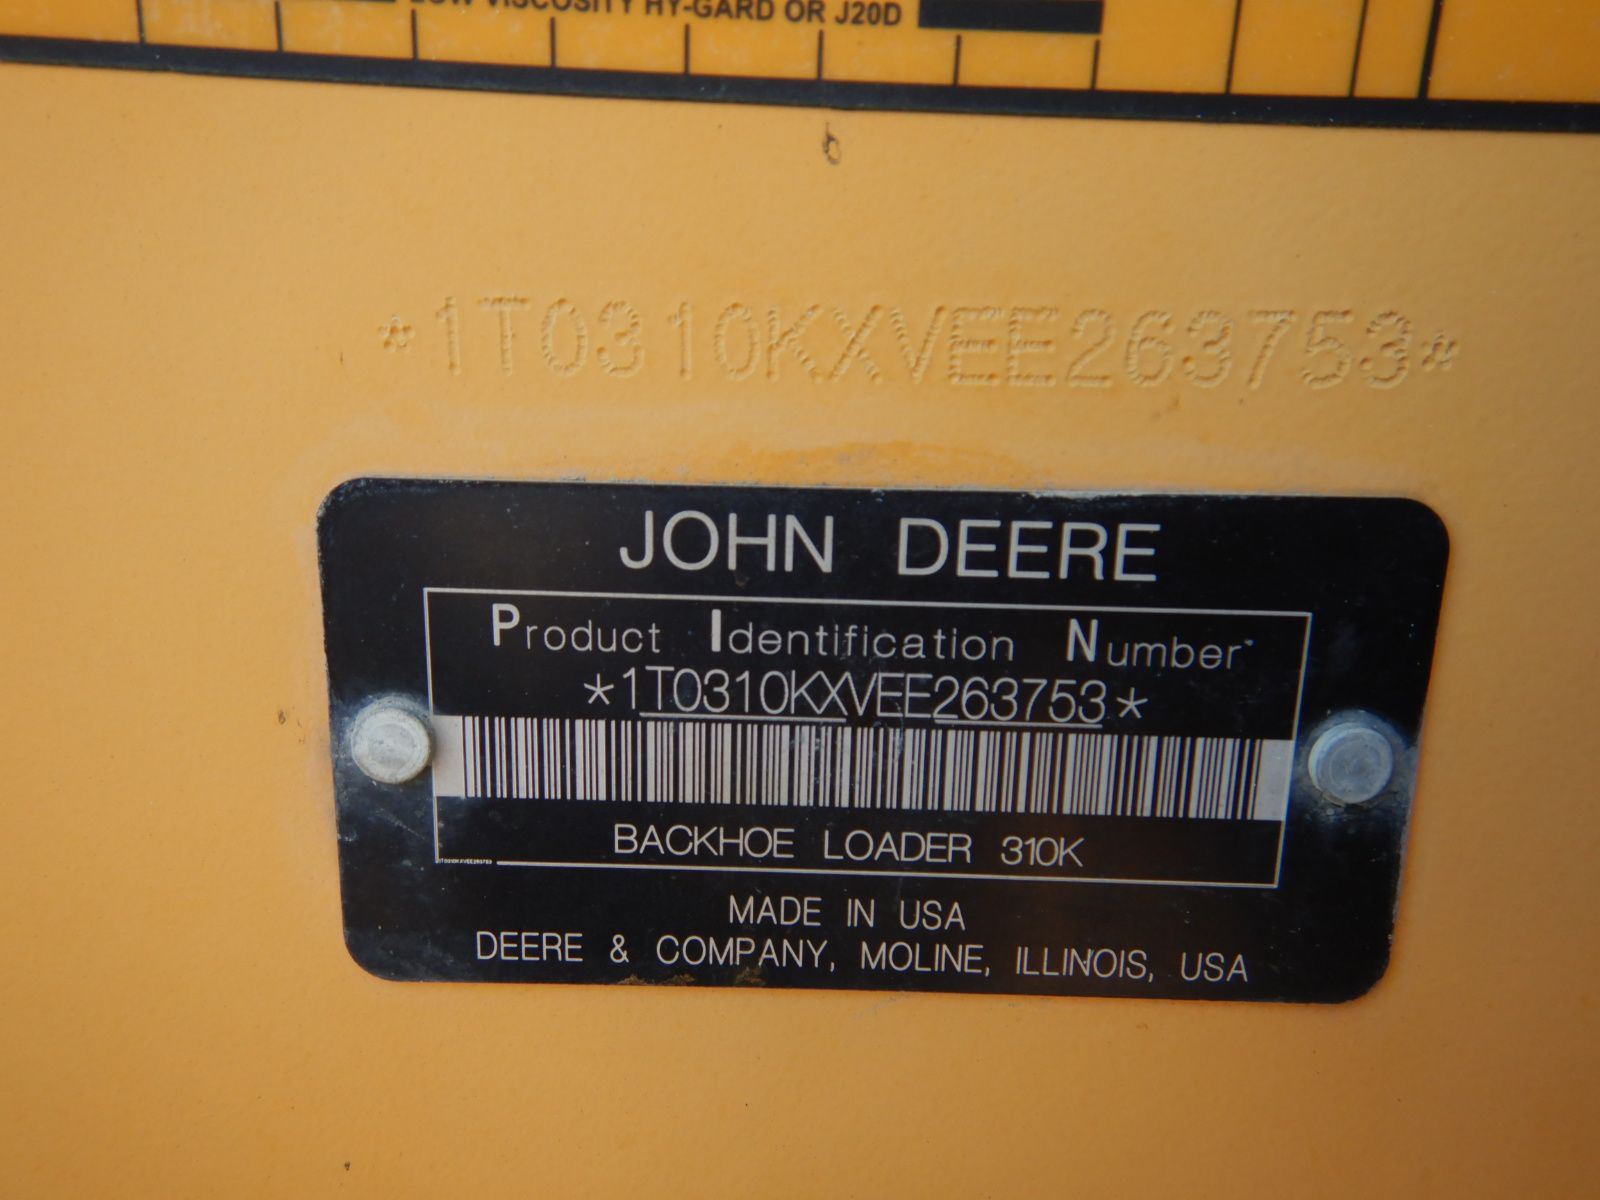 LOW VISCOSITY HY-GARD OR J20D
*1T0310KXVEE263753*
JOHN DEERE
Product Identification Number
*1T0310KXVEE263753*
BACKHOE LOADER 310K
1T0310KXVEE263753
MADE IN USA
DEERE & COMPANY, MOLINE, ILLINOIS, USA